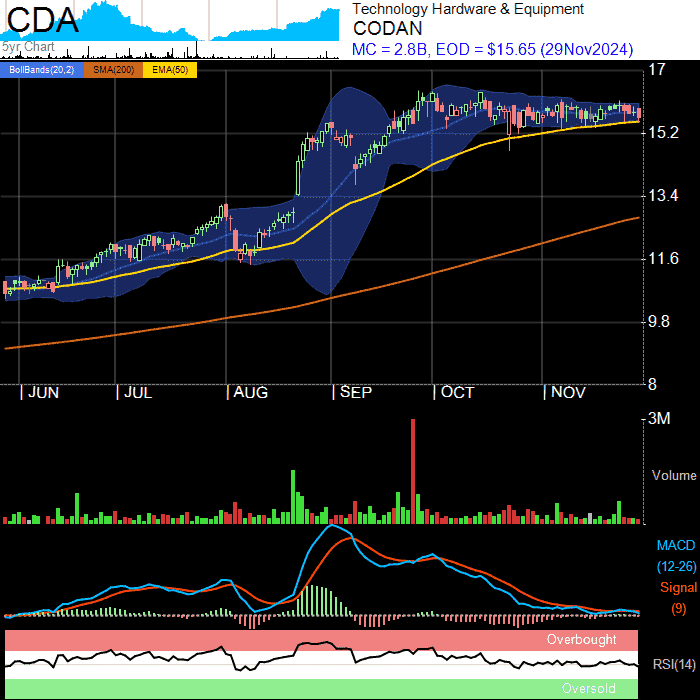 CDA
5yr Chart
Technology Hardware & Equipment
CODAN
MC = 2.8B, EOD = $15.65 (29Nov2024)
BollBands(20,2) SMA(200) EMA(50)
17
15.2
13.4
11.6
9.8
8
JUN JUL AUG SEP OCT NOV
3M
Volume
MACD
(12-26)
Signal
(9)
Overbought
RSI(14)
Oversold